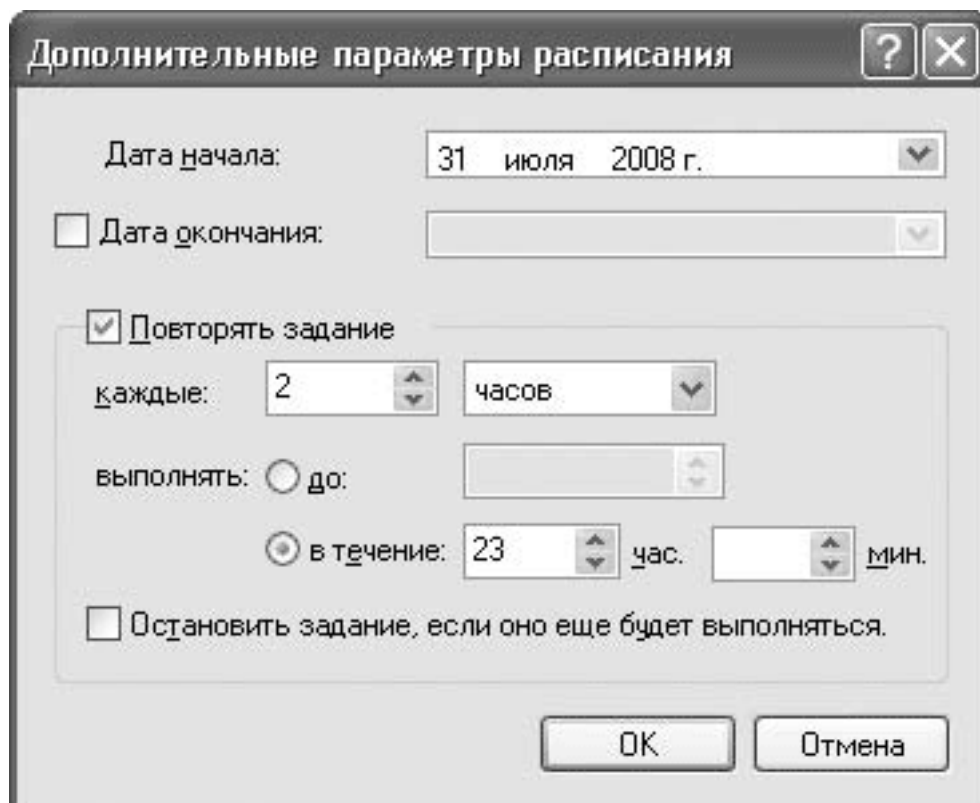 Дополнительные параметры расписания
Дата начала: 31 июля 2008 г.
Дата окончания:
Повторять задание
каждые: 2 часов
выполнять: до:
в течение: 23 час. мин.
Остановить задание, если оно еще будет выполняться.
OK Отмена